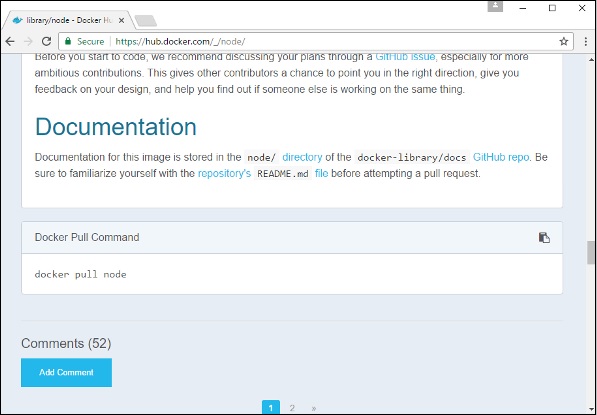 library/node - Docker Hu
Secure | https://hub.docker.com/_/node/
Before you start to code, we recommend discussing your plans through a GitHub issue, especially for more
ambitious contributions. This gives other contributors a chance to point you in the right direction, give you
feedback on your design, and help you find out if someone else is working on the same thing.
Documentation
Documentation for this image is stored in the node/ directory of the docker-library/docs GitHub repo. Be
sure to familiarize yourself with the repository's README.md file before attempting a pull request.
Docker Pull Command
docker pull node
Comments (52)
Add Comment
1 2 »